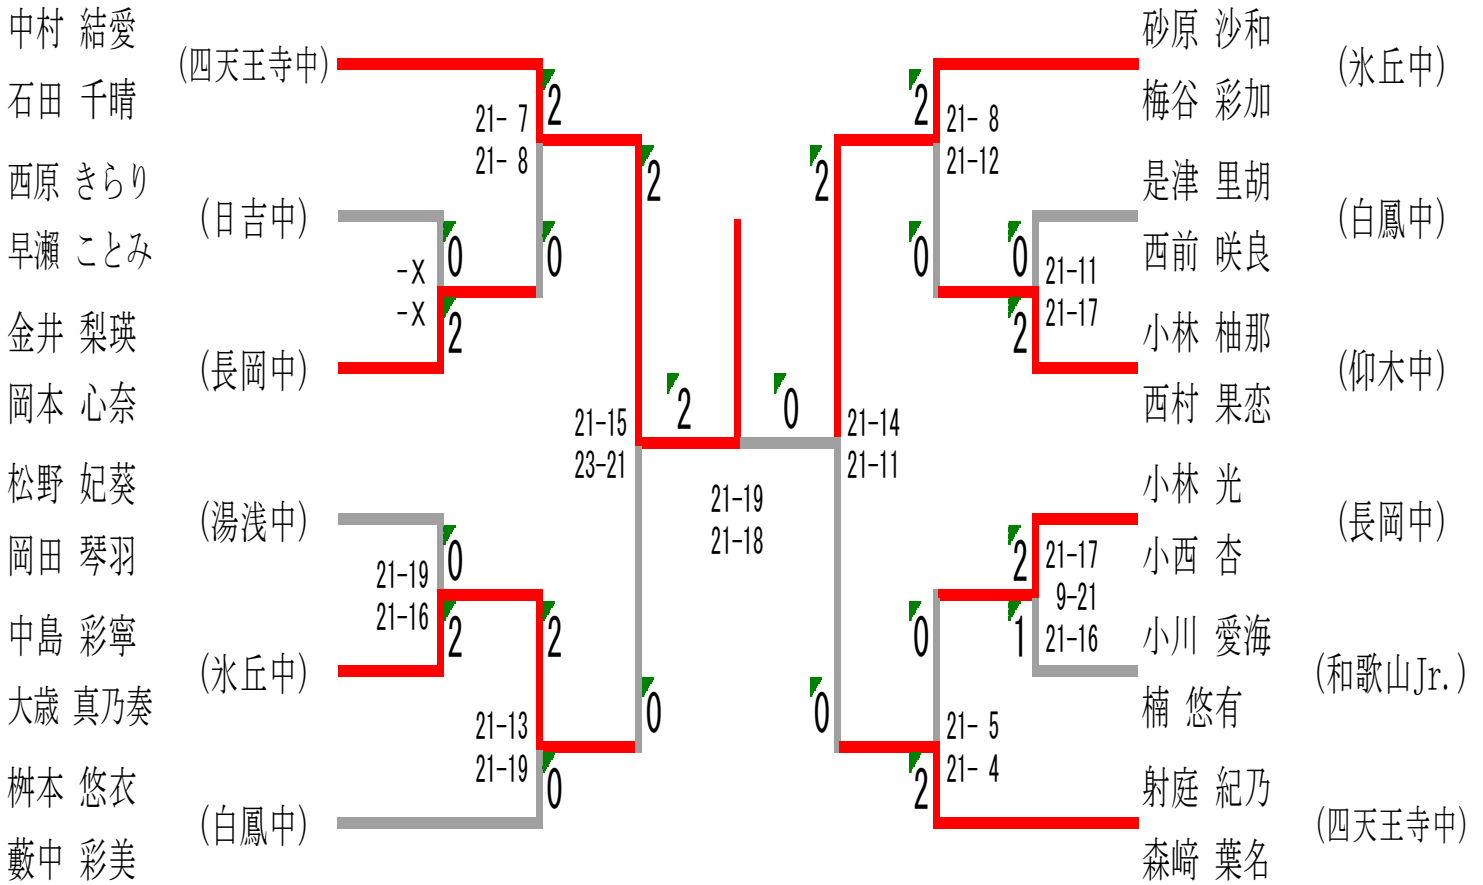 中村 結愛
(四天王寺中)
石田 千晴
2
21- 7
21- 8
西原 きらり
(日吉中)
早瀬 ことみ
0
0
-X
-X
金井 梨瑛
(長岡中)
岡本 心奈
2
2
21-15
23-21
2
松野 妃葵
(湯浅中)
岡田 琴羽
0
21-19
21-16
中島 彩寧
(氷丘中)
大歳 真乃奏
2
2
21-13
21-19
0
桝本 悠衣
(白鳳中)
藪中 彩美
0
21-19
21-18
砂原 沙和
(氷丘中)
梅谷 彩加
2
21- 8
21-12
2
是津 里胡
(白鳳中)
西前 咲良
0
0
21-11
21-17
小林 柚那
(仰木中)
西村 果恋
2
0
21-14
21-11
小林 光
(長岡中)
小西 杏
2
21-17
9-21
21-16
小川 愛海
(和歌山Jr.)
楠 悠有
0
1
0
21- 5
21- 4
射庭 紀乃
(四天王寺中)
森﨑 葉名
2